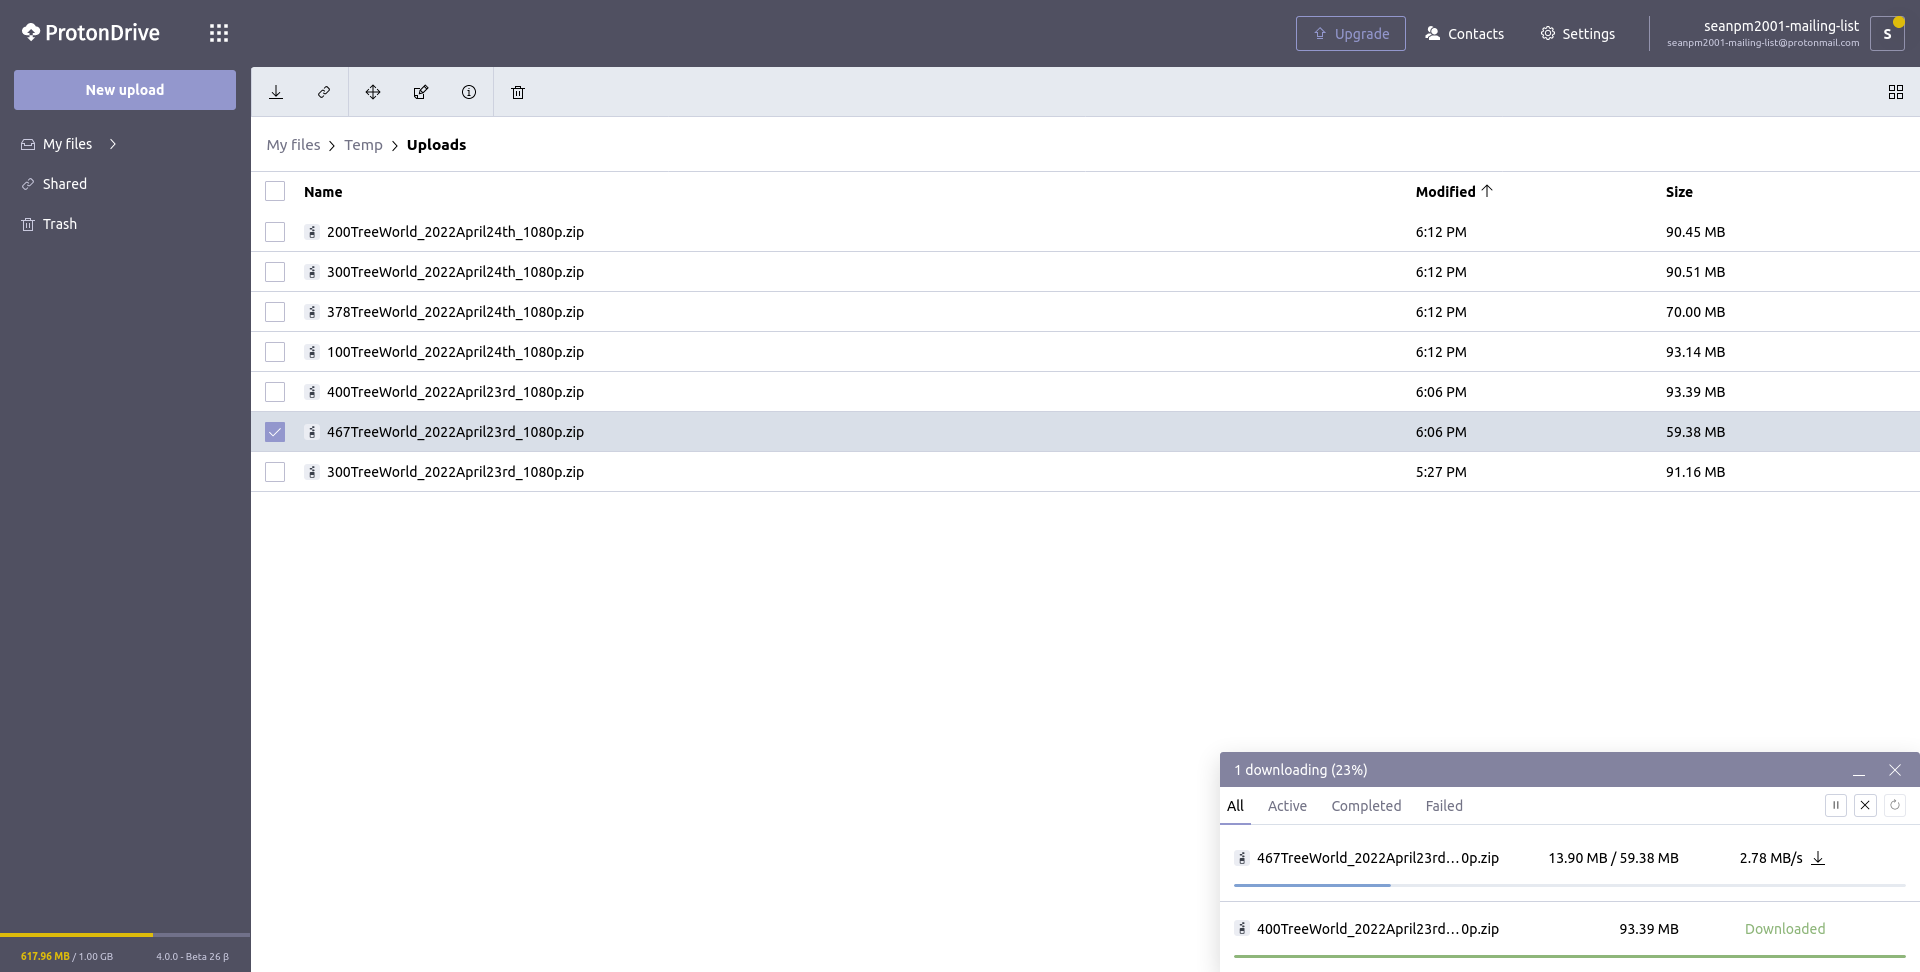 ProtonDrive
Upgrade
Contacts
Settings
seanpm2001-mailing-list
seanpm2001-mailing-list@protonmail.com
S
New upload
My files
Shared
Trash
My files > Temp > Uploads
Name Modified Size
200TreeWorld_2022April24th_1080p.zip 6:12 PM 90.45 MB
300TreeWorld_2022April24th_1080p.zip 6:12 PM 90.51 MB
378TreeWorld_2022April24th_1080p.zip 6:12 PM 70.00 MB
100TreeWorld_2022April24th_1080p.zip 6:12 PM 93.14 MB
400TreeWorld_2022April23rd_1080p.zip 6:06 PM 93.39 MB
467TreeWorld_2022April23rd_1080p.zip 6:06 PM 59.38 MB
300TreeWorld_2022April23rd_1080p.zip 5:27 PM 91.16 MB
1 downloading (23%)
All Active Completed Failed
467TreeWorld_2022April23rd...0p.zip 13.90 MB / 59.38 MB 2.78 MB/s
400TreeWorld_2022April23rd...0p.zip 93.39 MB Downloaded
617.96 MB / 1.00 GB 4.0.0 - Beta 26 β